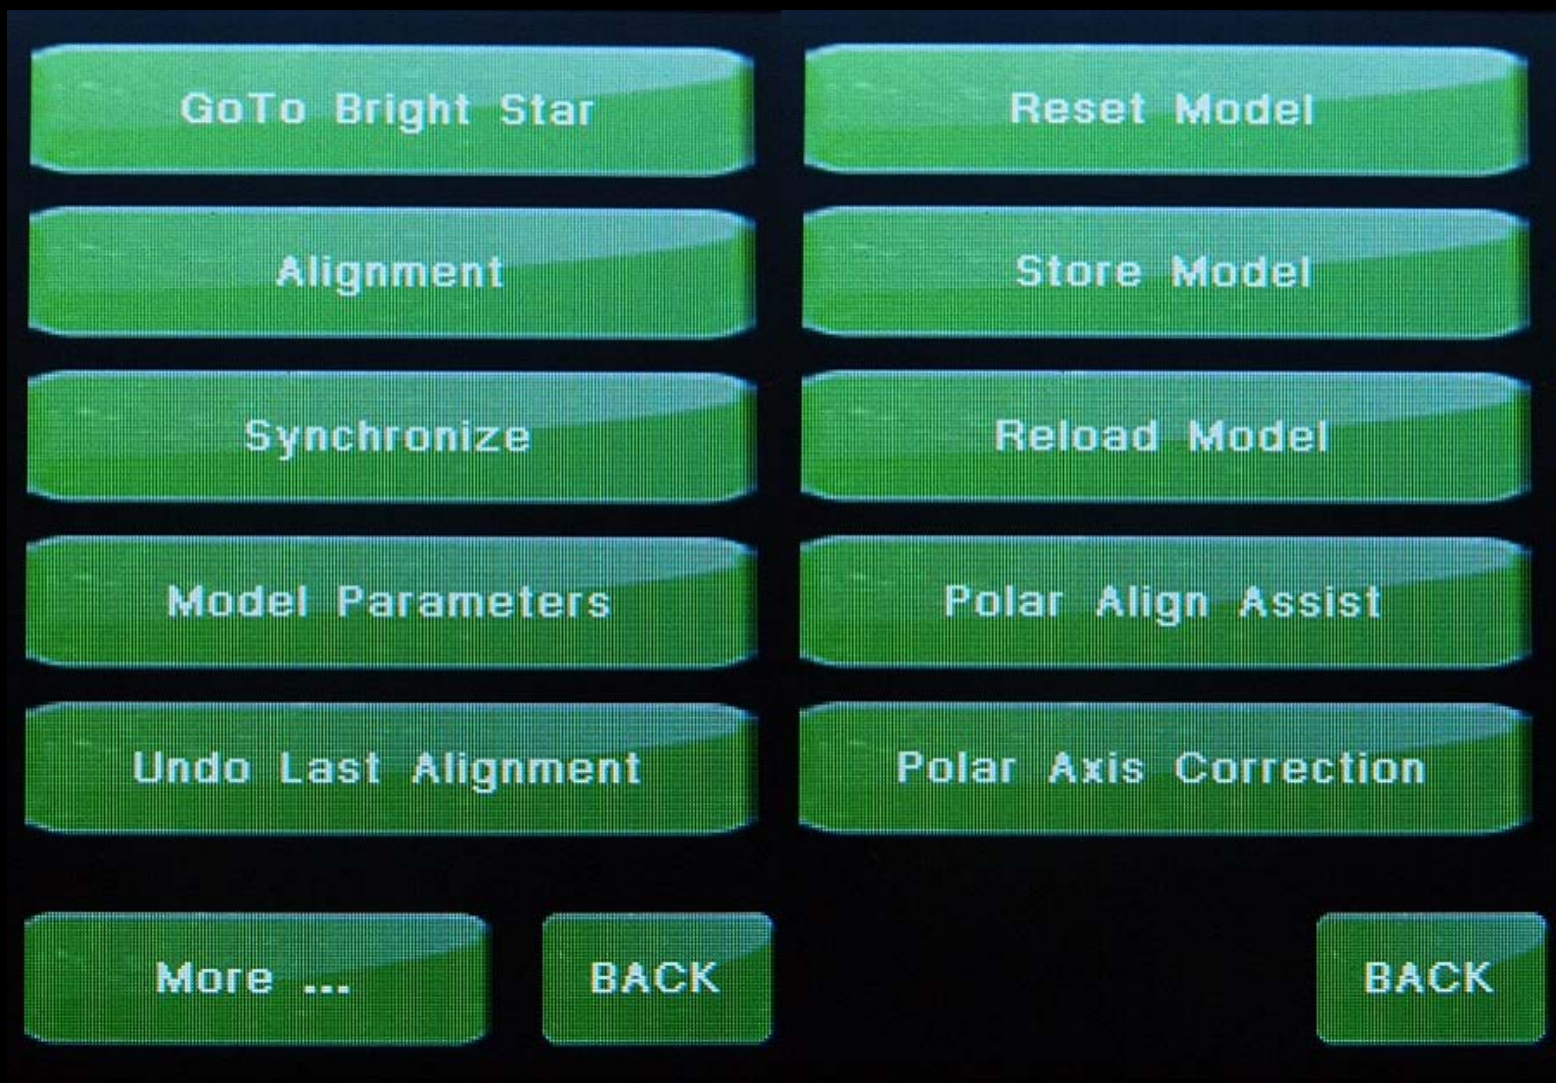 GoTo Bright Star
Alignment
Synchronize
Model Parameters
Undo Last Alignment
More ...
BACK
Reset Model
Store Model
Reload Model
Polar Align Assist
Polar Axis Correction
BACK